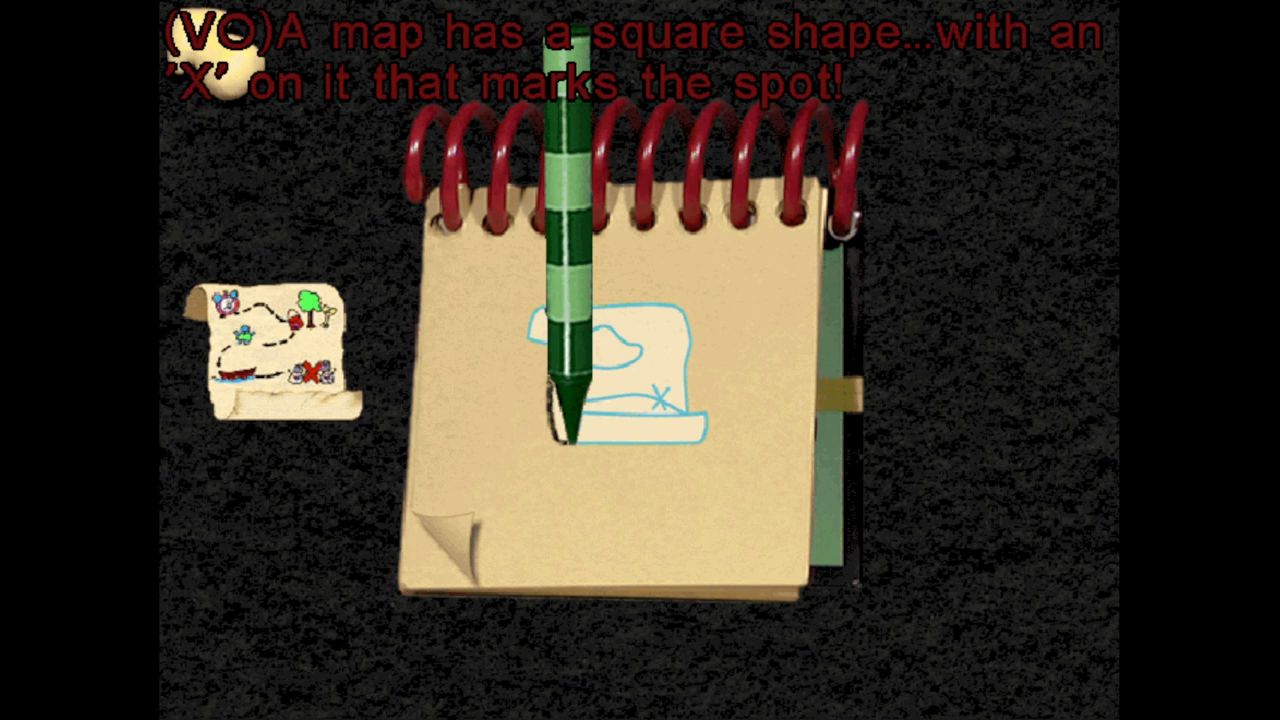 (VO)A map has a square shape...with an
'X' on it that marks the spot!